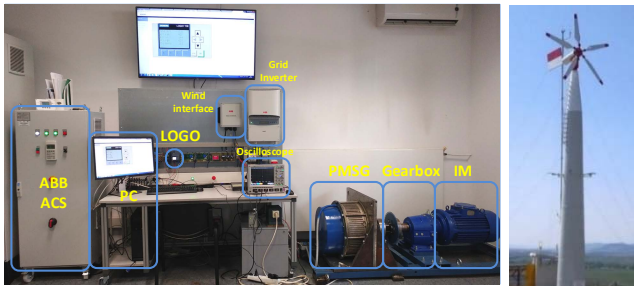 Grid
Inverter
Wind
interface
LOGO
Oscilloscope
ABB
ACS
PC
PMSG
Gearbox
IM